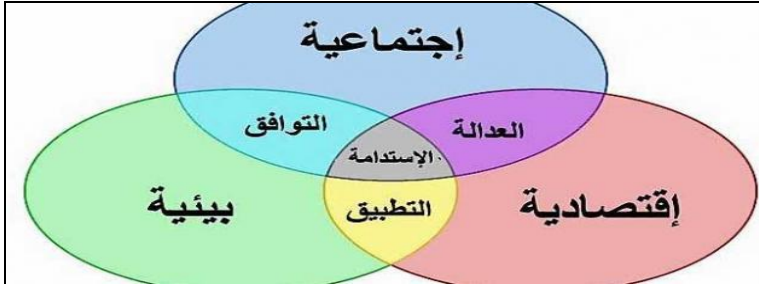 إجتماعية
التوافق
العدالة
الإستدامة
بيئية
التطبيق
إقتصادية